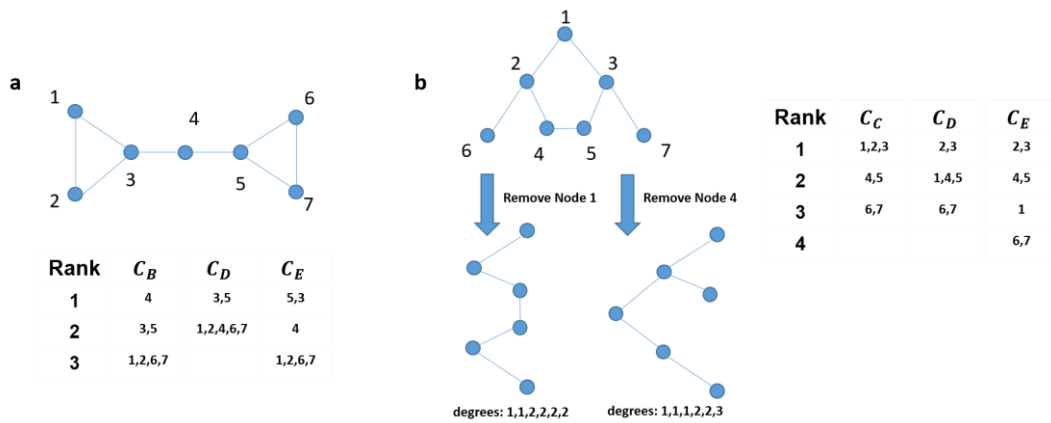 a
1
6
4
3
5
2
7
Rank C_B C_D C_E
1 4 3,5 5,3
2 3,5 1,2,4,6,7 4
3 1,2,6,7 1,2,6,7
b
1
2
3
6
4
5
7
Remove Node 1
Remove Node 4
degrees: 1,1,2,2,2,2
degrees: 1,1,1,2,2,3
Rank C_C C_D C_E
1 1,2,3 2,3 2,3
2 4,5 1,4,5 4,5
3 6,7 6,7 1
4 6,7